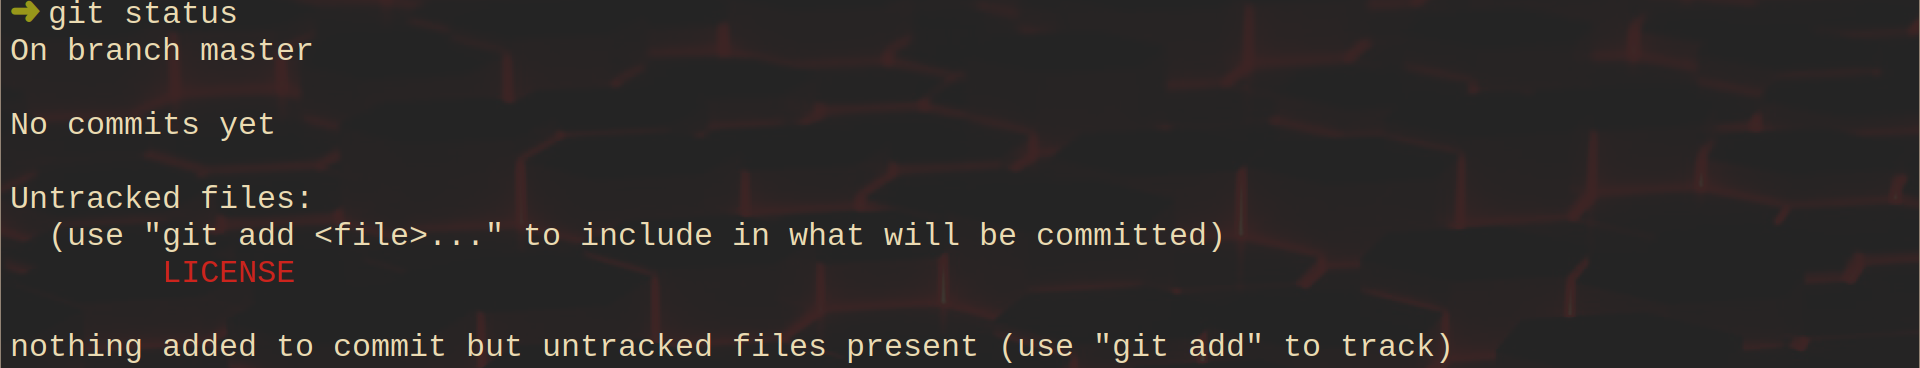 ➜ git status
On branch master
No commits yet
Untracked files:
(use "git add <file>..." to include in what will be committed)
LICENSE
nothing added to commit but untracked files present (use "git add" to track)